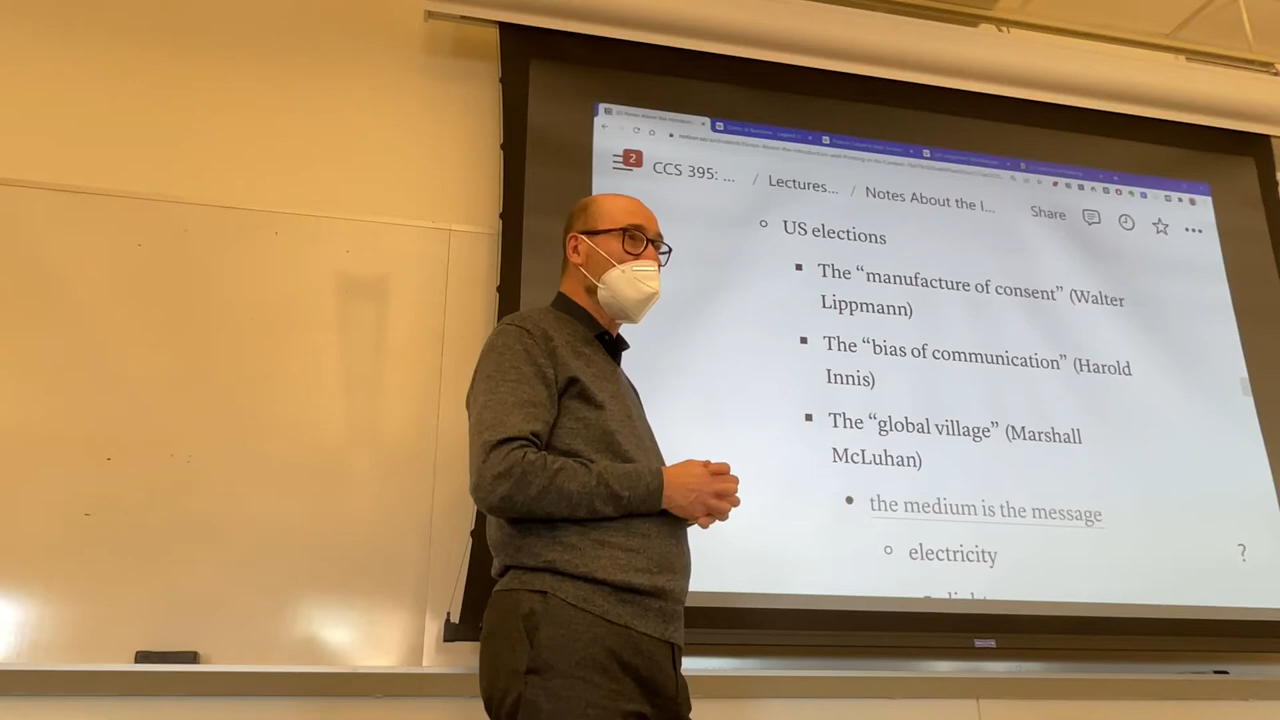 2
CCS 395: ... / Lectures... / Notes About the I...
Share
US elections
The “manufacture of consent” (Walter
Lippmann)
The “bias of communication” (Harold
Innis)
The “global village” (Marshall
McLuhan)
the medium is the message
electricity
?